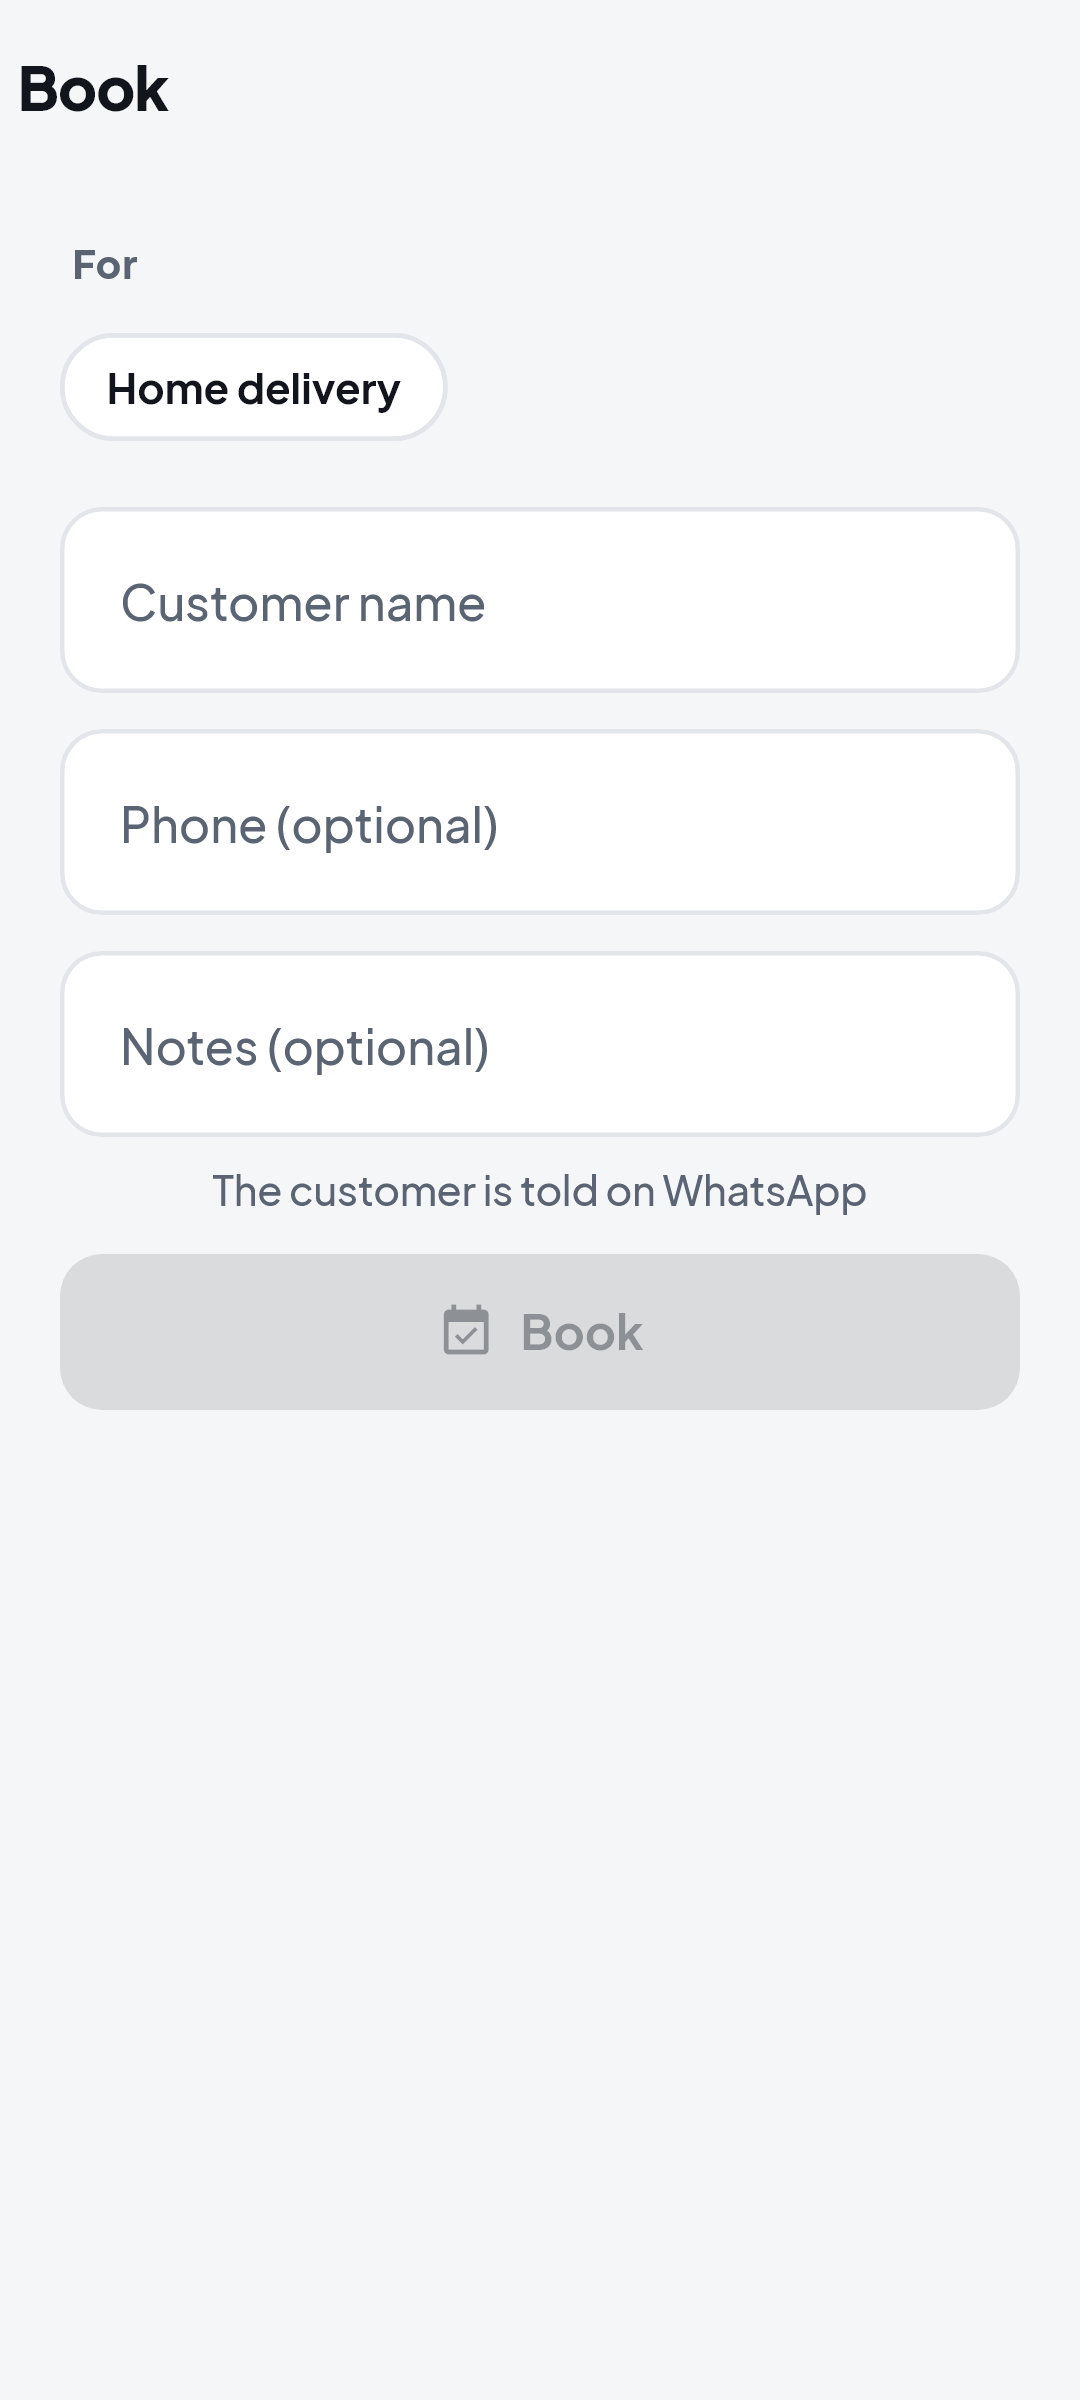 Book
For
Home delivery
Customer name
Phone (optional)
Notes (optional)
The customer is told on WhatsApp
Book